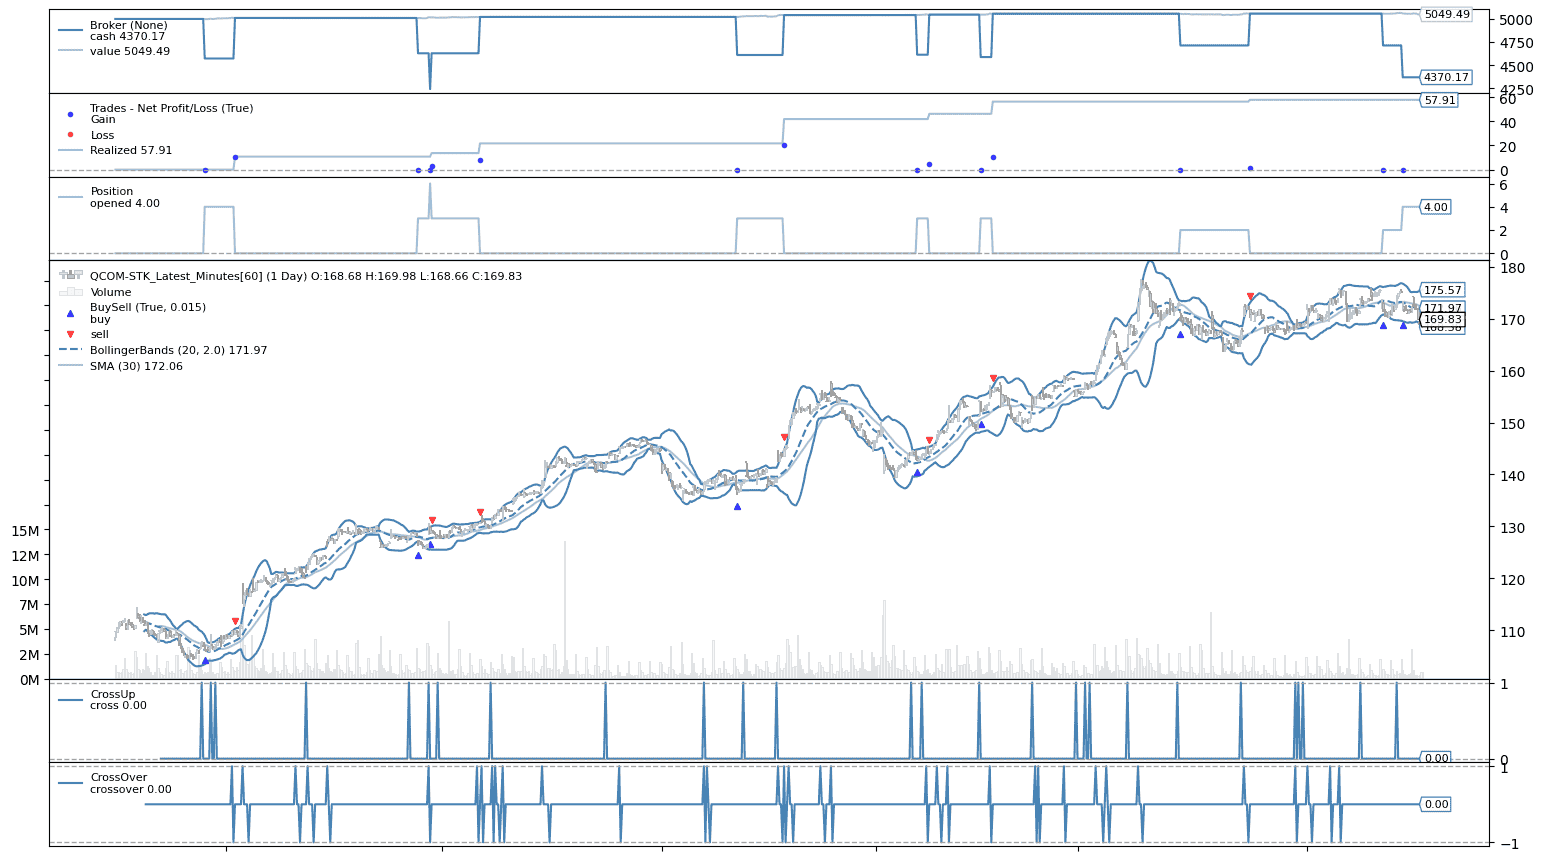 Broker (None)
cash 4370.17
value 5049.49
5049.49
5000
4750
4500
4370.17
4250
Trades - Net Profit/Loss (True)
Gain
Loss
Realized 57.91
57.91
60
40
20
0
Position
opened 4.00
6
4.00
4
2
0
QCOM-STK_Latest_Minutes[60] (1 Day) O:168.68 H:169.98 L:168.66 C:169.83
Volume
BuySell (True, 0.015)
buy
sell
BollingerBands (20, 2.0) 171.97
SMA (30) 172.06
180
175.57
171.97
170
169.83
160
150
140
130
120
110
15M
12M
10M
7M
5M
2M
0M
CrossUp
cross 0.00
1
0.00
0
CrossOver
crossover 0.00
1
0.00
−1